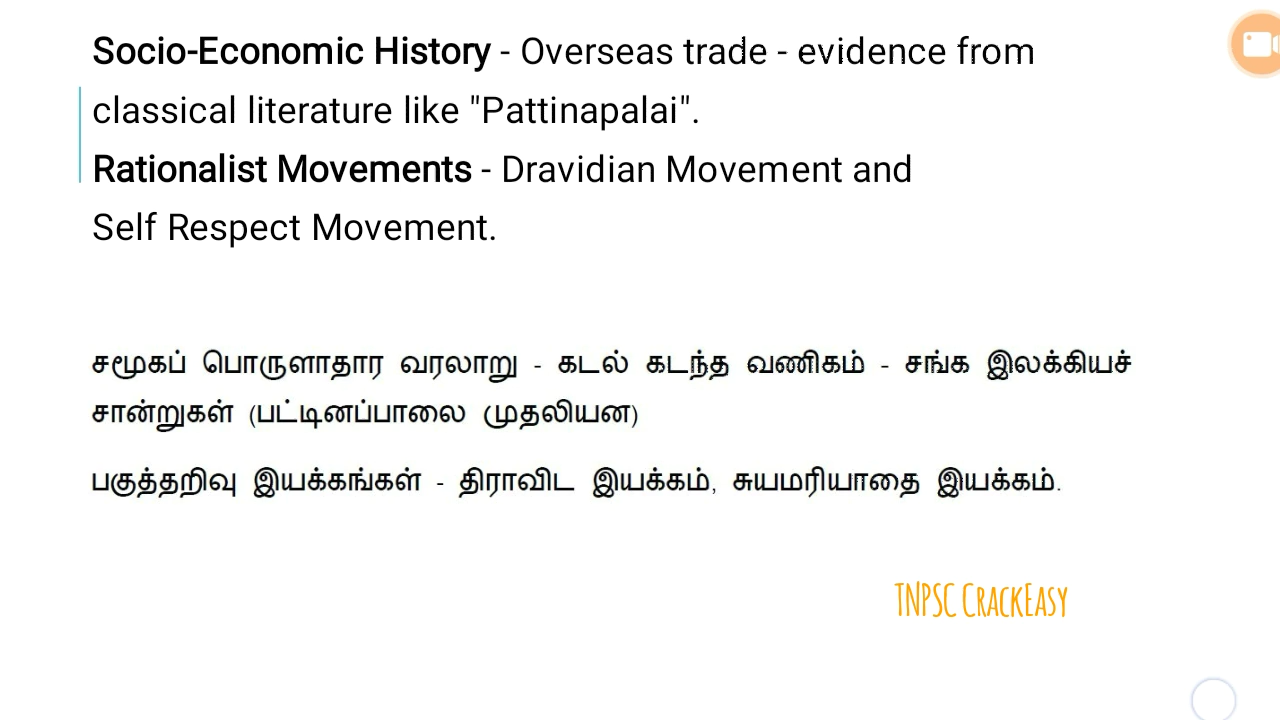 Socio-Economic History - Overseas trade - evidence from
classical literature like "Pattinapalai".
Rationalist Movements - Dravidian Movement and
Self Respect Movement.
சமூகப் பொருளாதார வரலாறு - கடல் கடந்த வணிகம் - சங்க இலக்கியச்
சான்றுகள் (பட்டினப்பாலை முதலியன)
பகுத்தறிவு இயக்கங்கள் - திராவிட இயக்கம், சுயமரியாதை இயக்கம்.
TNPSC CrackEasy